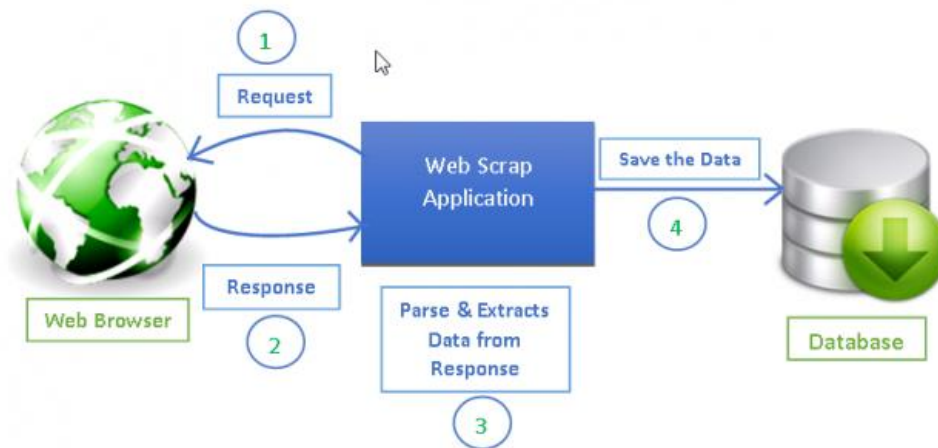 1
Request
Web Scrap
Application
Save the Data
4
Response
2
Web Browser
Parse & Extracts
Data from
Response
3
Database